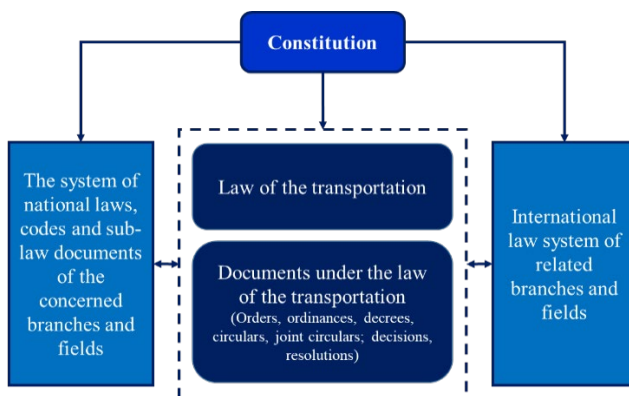 Constitution
The system of
national laws,
codes and sub-
law documents
of the
concerned
branches and
fields
Law of the transportation
Documents under the law
of the transportation
(Orders, ordinances, decrees,
circulars, joint circulars; decisions,
resolutions)
International
law system of
related
branches and
fields